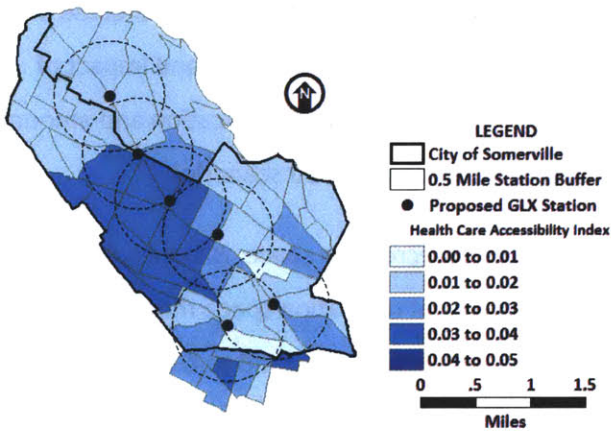 N
LEGEND
City of Somerville
0.5 Mile Station Buffer
Proposed GLX Station
Health Care Accessibility Index
0.00 to 0.01
0.01 to 0.02
0.02 to 0.03
0.03 to 0.04
0.04 to 0.05
0 .5 1 1.5
Miles